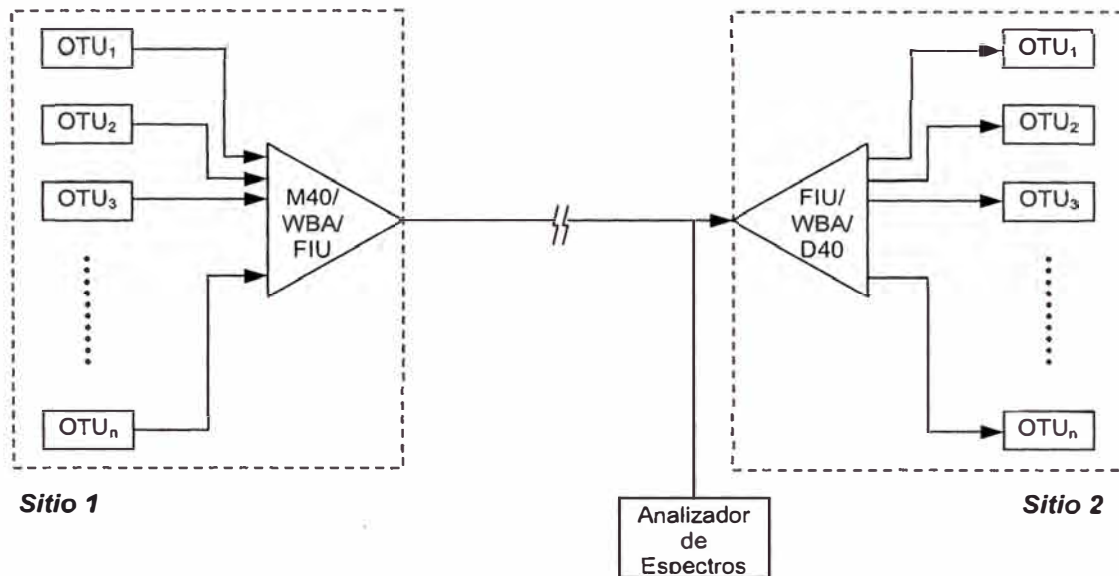 OTU₁
OTU₂
OTU₃
OTUₙ
M40/
WBA/
FIU
Sitio 1
FIU/
WBA/
D40
OTU₁
OTU₂
OTU₃
OTUₙ
Sitio 2
Analizador
de
Espectros